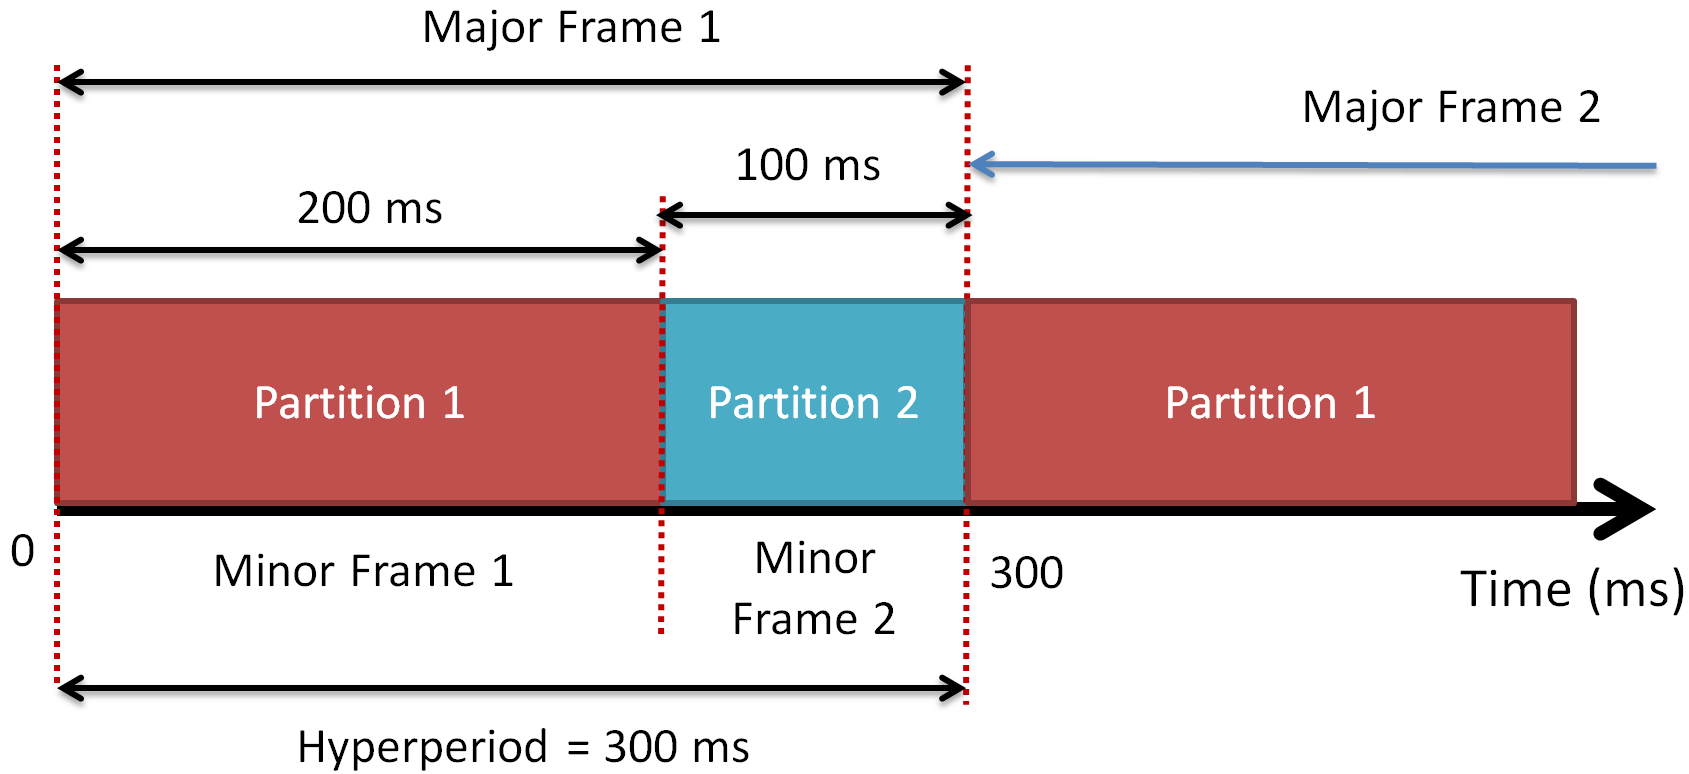 Major Frame 1
Major Frame 2
100 ms
200 ms
Partition 1
Partition 2
Partition 1
0
Minor Frame 1
Minor
Frame 2
300
Time (ms)
Hyperperiod = 300 ms